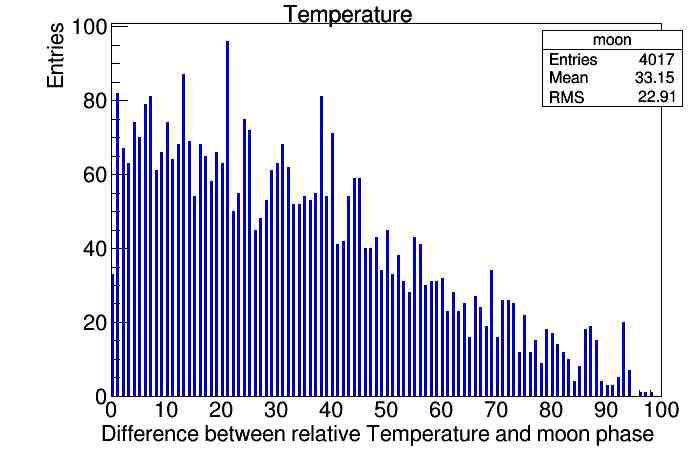 Temperature
Entries
moon
Entries 4017
Mean 33.15
RMS 22.91
100
80
60
40
20
0
0 10 20 30 40 50 60 70 80 90 100
Difference between relative Temperature and moon phase